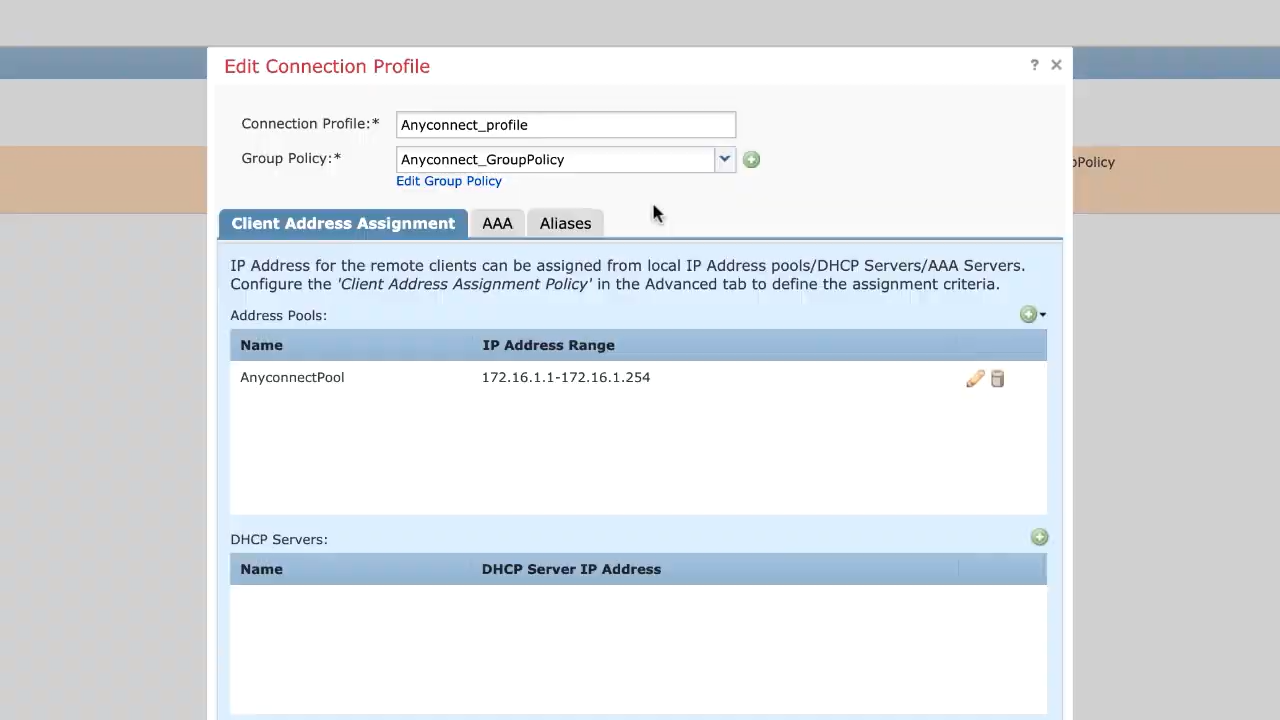 Edit Connection Profile
?
Connection Profile:* Anyconnect_profile
Group Policy:* Anyconnect_GroupPolicy
Policy
Edit Group Policy
Client Address Assignment AAA Aliases
IP Address for the remote clients can be assigned from local IP Address pools/DHCP Servers/AAA Servers.
Configure the 'Client Address Assignment Policy' in the Advanced tab to define the assignment criteria.
Address Pools:
Name IP Address Range
AnyconnectPool 172.16.1.1-172.16.1.254
DHCP Servers:
Name DHCP Server IP Address